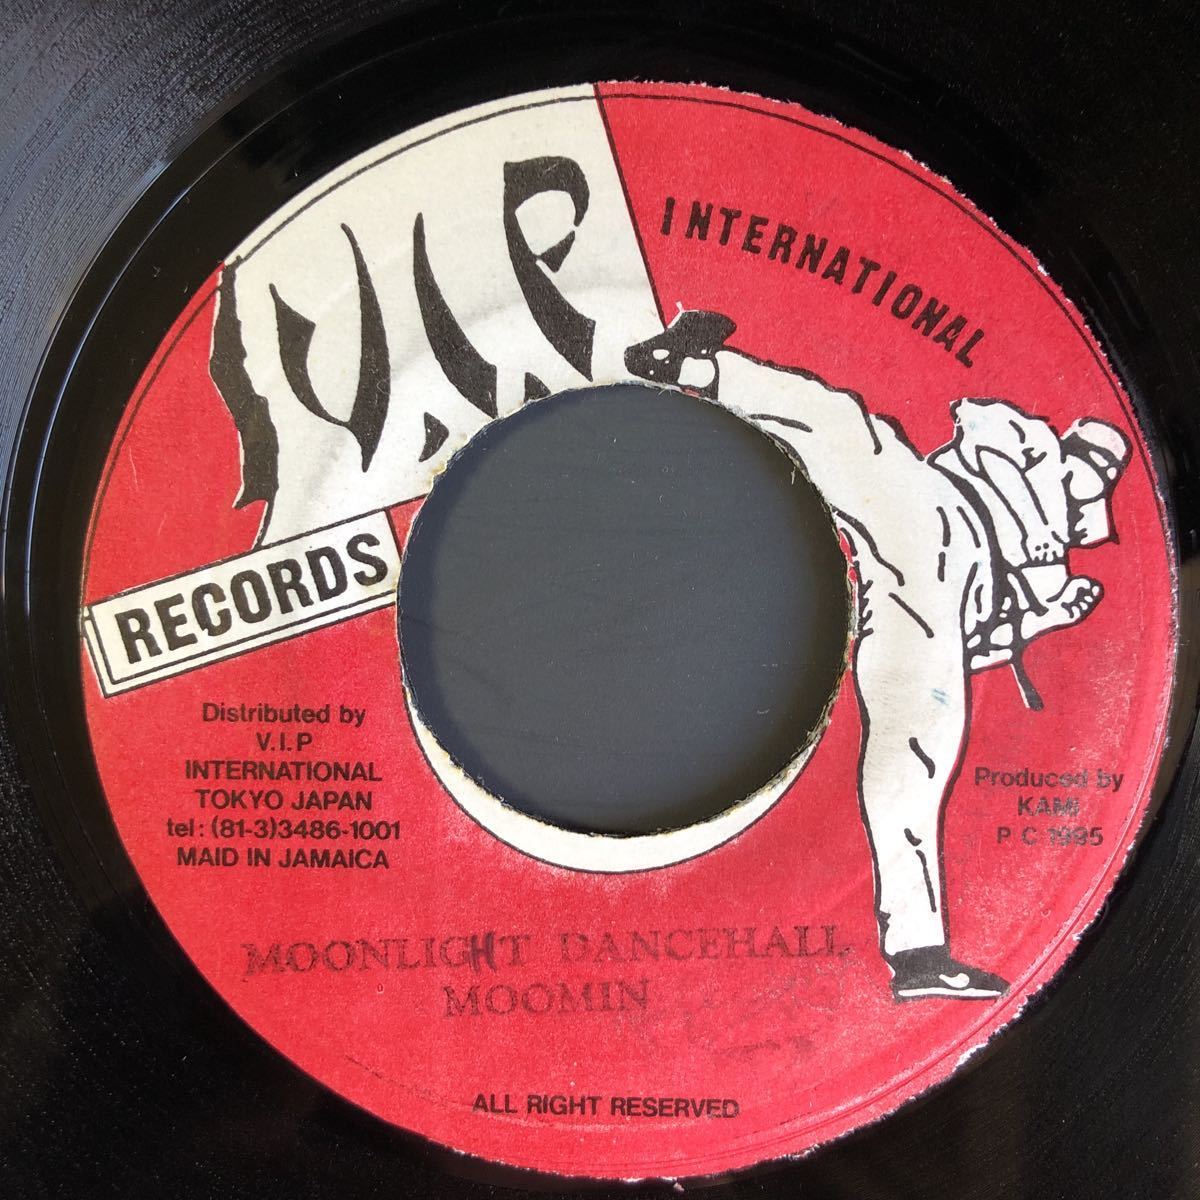 V.I.P
INTERNATIONAL
RECORDS
Distributed by
V.I.P
INTERNATIONAL
TOKYO JAPAN
tel: (81-3)3486-1001
MAID IN JAMAICA
Produced by
KAMI
P C 1995
MOONLIGHT DANCEHALL
MOOMIN
ALL RIGHT RESERVED